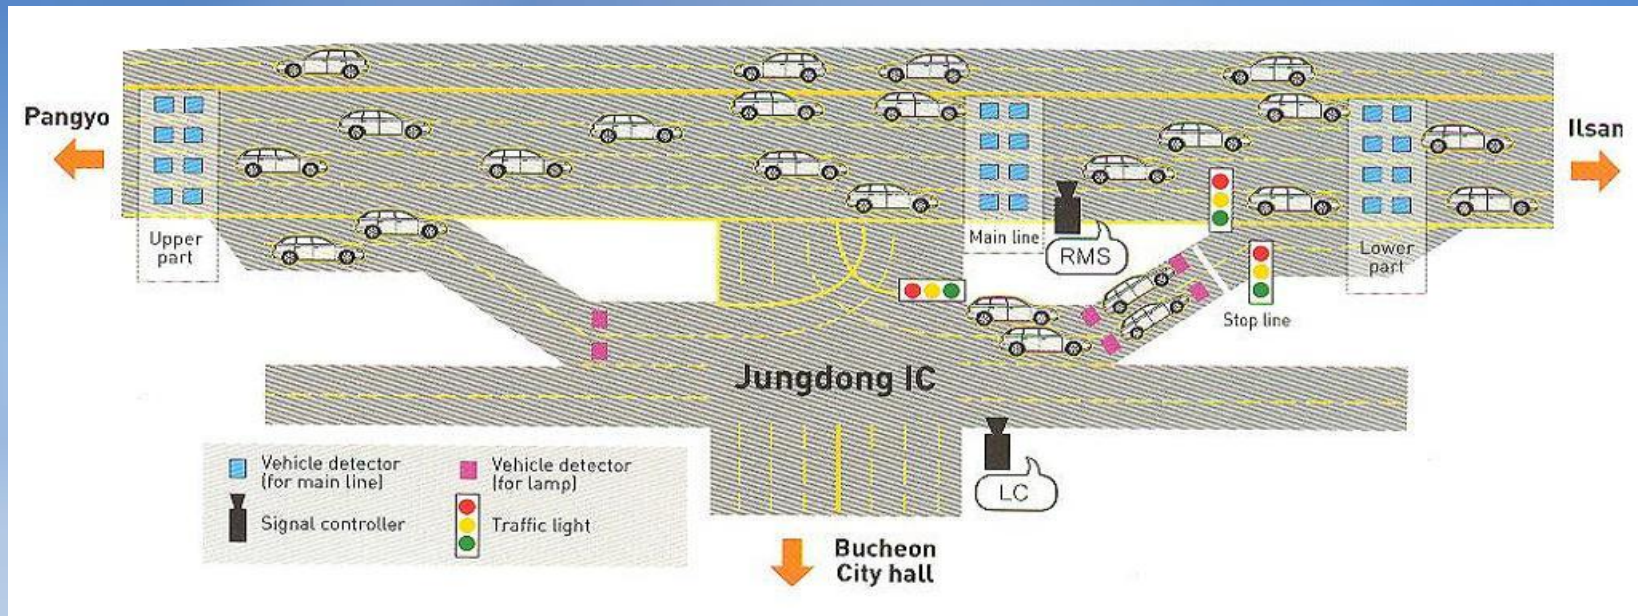 Pangyo
Ilsan
Upper
part
Main line
RMS
Lower
part
Stop line
Jungdong IC
LC
Vehicle detector
(for main line)
Vehicle detector
(for lamp)
Signal controller
Traffic light
Bucheon
City hall